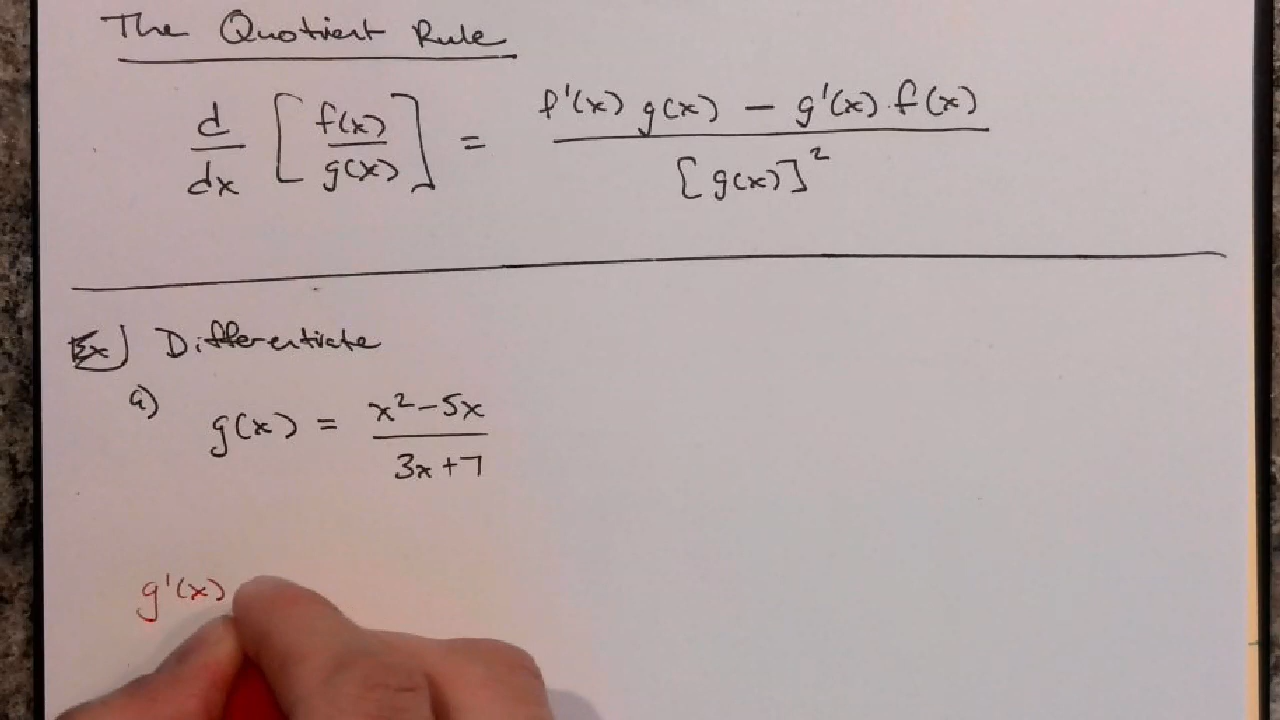 The Quotient Rule
d/dx [f(x)/g(x)] = f'(x) g(x) - g'(x) f(x) / [g(x)]²
Ex) Differentiate
a) g(x) = x²-5x / 3x+7
g'(x)